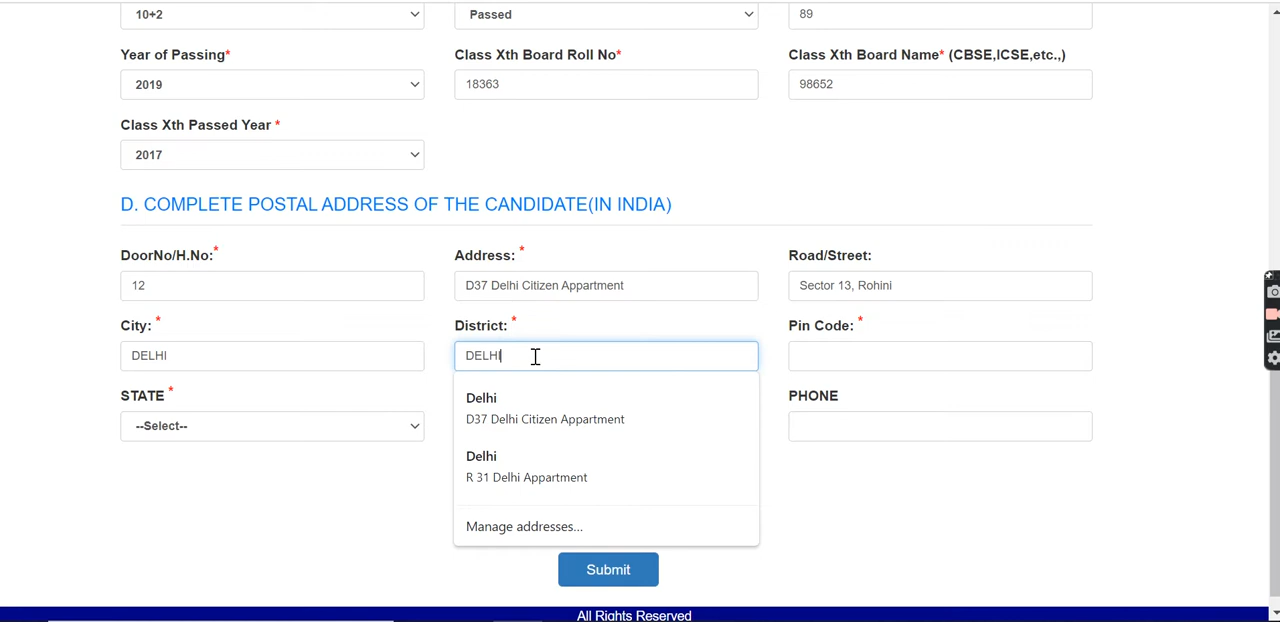 10+2 Passed 89
Year of Passing* Class Xth Board Roll No* Class Xth Board Name* (CBSE,ICSE,etc.,)
2019 18363 98652
Class Xth Passed Year *
2017
D. COMPLETE POSTAL ADDRESS OF THE CANDIDATE(IN INDIA)
DoorNo/H.No:* Address: * Road/Street:
12 D37 Delhi Citizen Appartment Sector 13, Rohini
City: * District: * Pin Code: *
DELHI DELHI
STATE * PHONE
--Select--
Delhi
D37 Delhi Citizen Appartment
Delhi
R 31 Delhi Appartment
Manage addresses...
Submit
All Rights Reserved